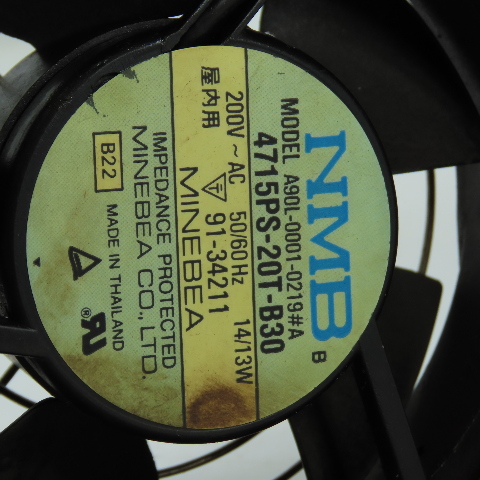 NMB B
MODEL A90L-0001-0219#A
4715PS-20T-B30
200V~AC 50/60Hz 14/13W
屋内用 T 91-34211
MINEBEA
IMPEDANCE PROTECTED
MINEBEA CO., LTD.
B22 MADE IN THAILAND
® RU